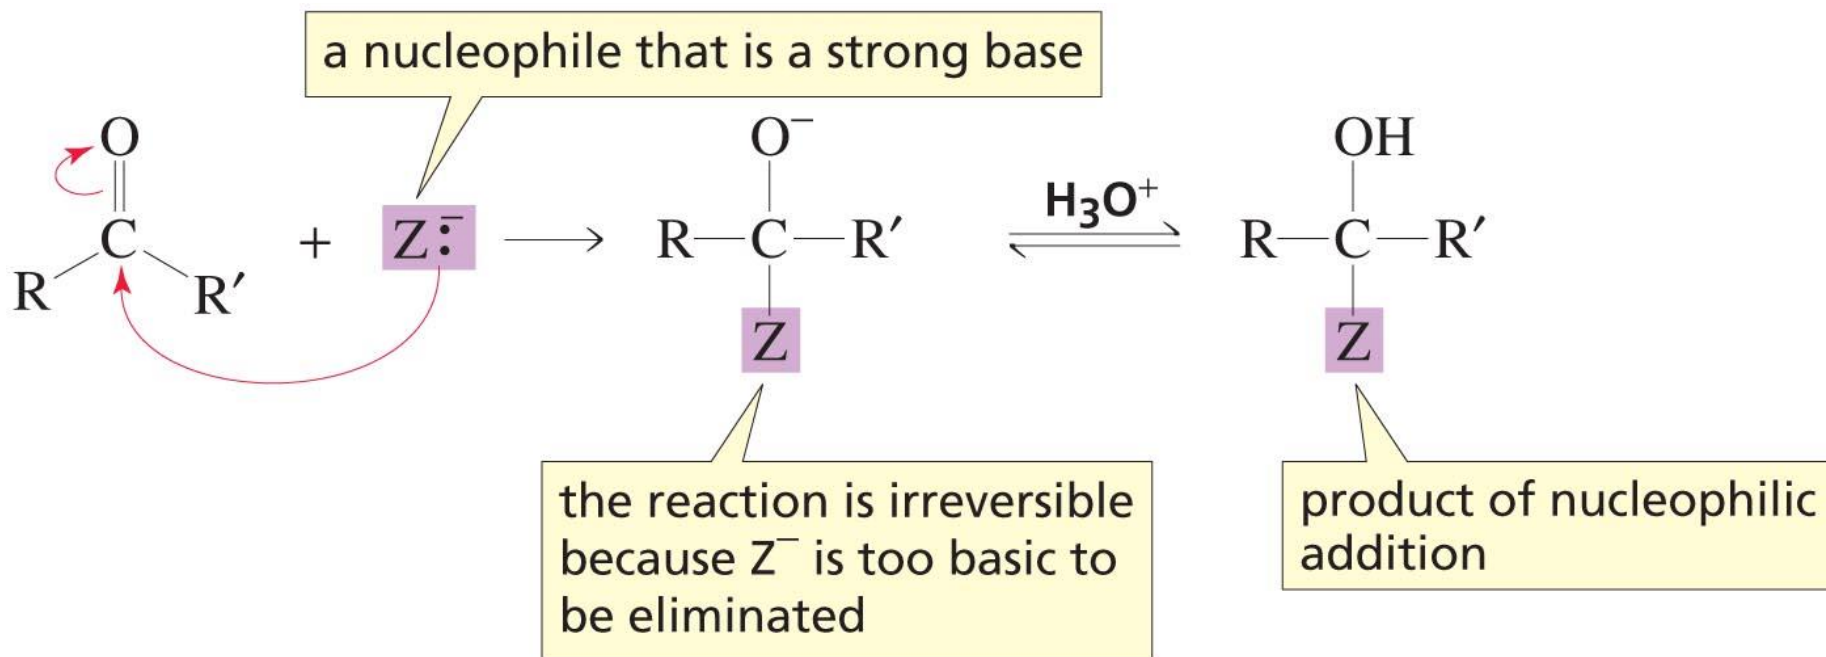 a nucleophile that is a strong base
O
C
R
R′
+
Z:⁻
O⁻
R—C—R′
Z
H₃O⁺
OH
R—C—R′
Z
the reaction is irreversible
because Z⁻ is too basic to
be eliminated
product of nucleophilic
addition